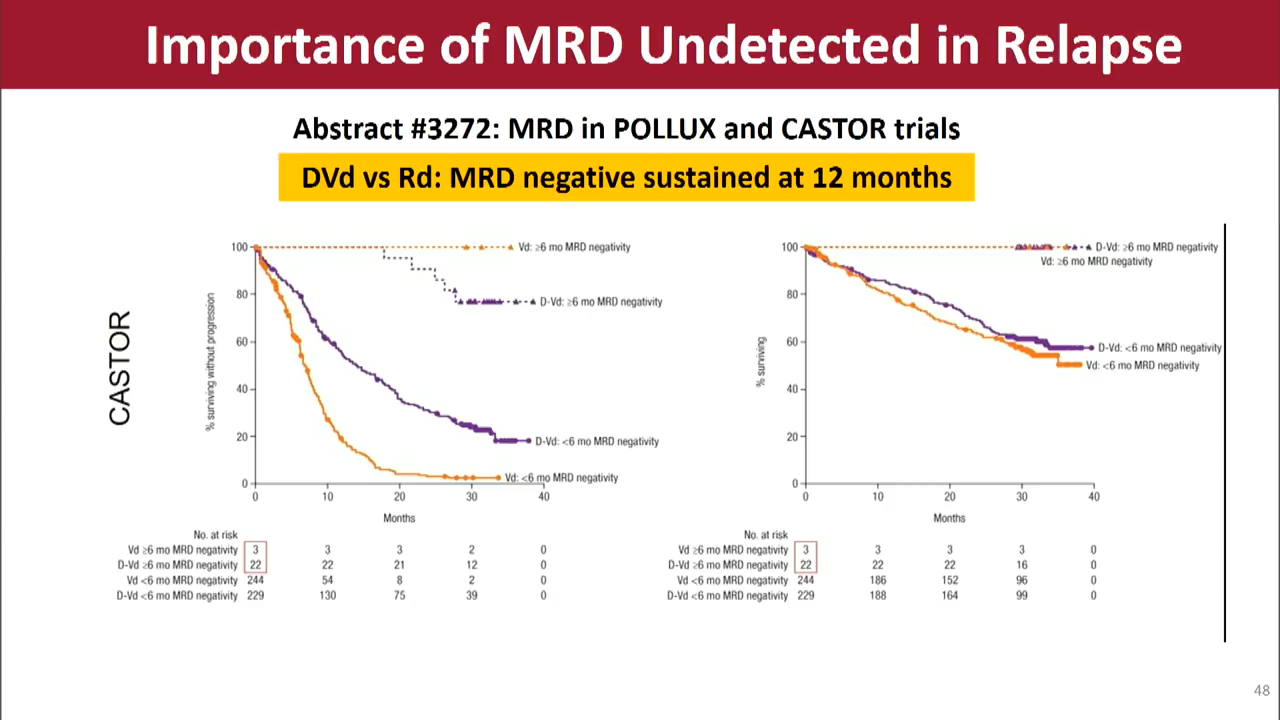 Importance of MRD Undetected in Relapse
Abstract #3272: MRD in POLLUX and CASTOR trials
DVd vs Rd: MRD negative sustained at 12 months
CASTOR
% surviving without progression
100
80
60
40
20
0
0 10 20 30 40
Months
Vd: ≥6 mo MRD negativity
D-Vd: ≥6 mo MRD negativity
D-Vd: <6 mo MRD negativity
Vd: <6 mo MRD negativity
No. at risk
Vd ≥6 mo MRD negativity 3 3 3 2 0
D-Vd ≥6 mo MRD negativity 22 22 21 12 0
Vd <6 mo MRD negativity 244 54 8 2 0
D-Vd <6 mo MRD negativity 229 130 75 39 0
% surviving
100
80
60
40
20
0
0 10 20 30 40
Months
D-Vd: ≥6 mo MRD negativity
Vd: ≥6 mo MRD negativity
D-Vd: <6 mo MRD negativity
Vd: <6 mo MRD negativity
No. at risk
Vd ≥6 mo MRD negativity 3 3 3 3 0
D-Vd ≥6 mo MRD negativity 22 22 22 16 0
Vd <6 mo MRD negativity 244 186 152 96 0
D-Vd <6 mo MRD negativity 229 188 164 99 0
48